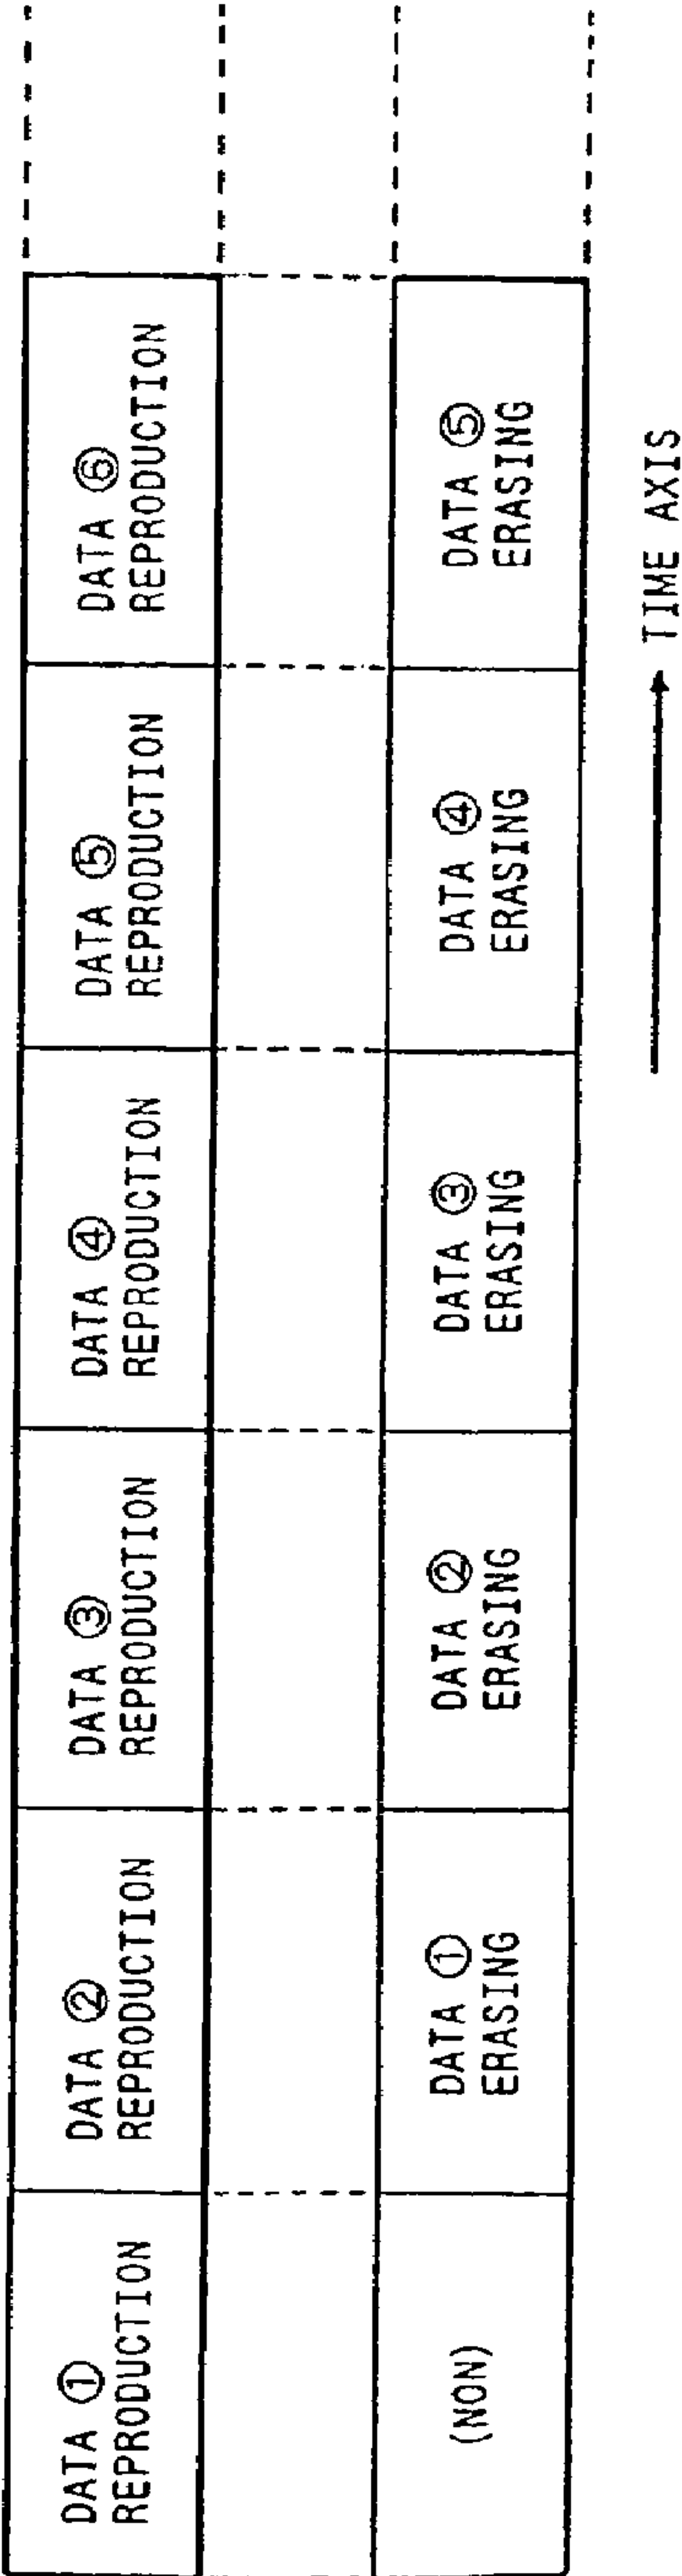 DATA ①
REPRODUCTION
DATA ②
REPRODUCTION
DATA ③
REPRODUCTION
DATA ④
REPRODUCTION
DATA ⑤
REPRODUCTION
DATA ⑥
REPRODUCTION
(NON)
DATA ①
ERASING
DATA ②
ERASING
DATA ③
ERASING
DATA ④
ERASING
DATA ⑤
ERASING
TIME AXIS